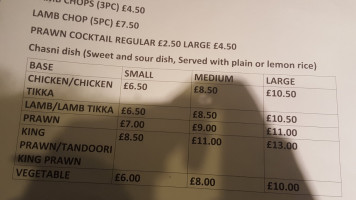 CHOPS (3PC) £4.50
LAMB CHOP (5PC) £7.50
PRAWN COCKTAIL REGULAR £2.50 LARGE £4.50
Chasni dish (Sweet and sour dish, Served with plain or lemon rice)
BASE SMALL MEDIUM LARGE
CHICKEN/CHICKEN £6.50 £8.50 £10.50
TIKKA
LAMB/LAMB TIKKA £6.50 £8.50 £10.50
PRAWN £7.00 £9.00 £11.00
KING £8.50 £11.00 £13.00
PRAWN/TANDOORI
KING PRAWN
VEGETABLE £6.00 £8.00 £10.00